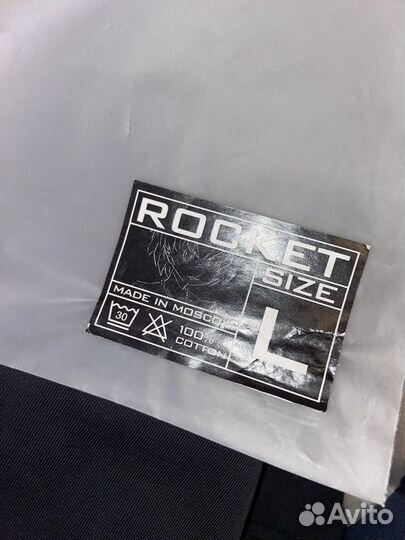 ROCKET
SIZE
L
MADE IN MOSCOW
30
100%
COTTON
Avito